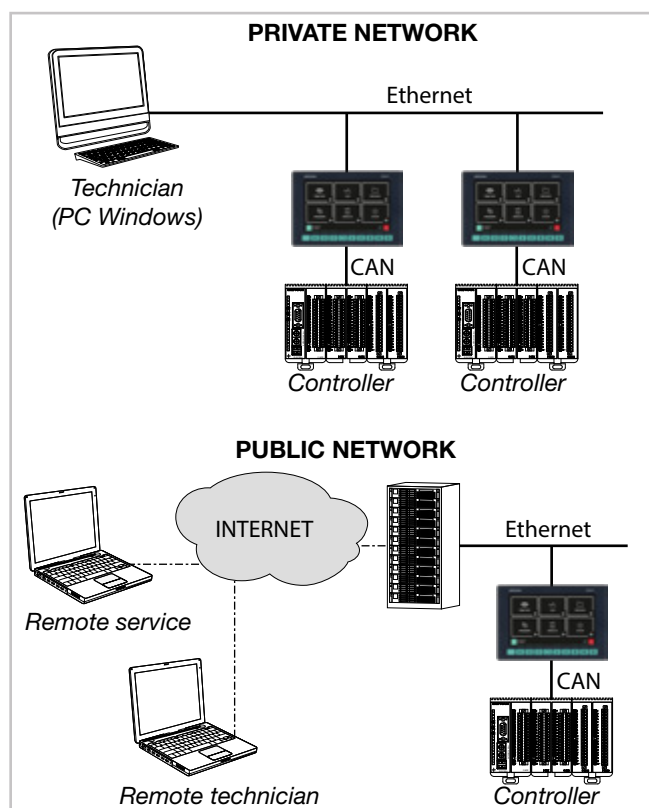 PRIVATE NETWORK
Ethernet
Technician
(PC Windows)
CAN
CAN
Controller
Controller
PUBLIC NETWORK
INTERNET
Ethernet
Remote service
CAN
Remote technician
Controller